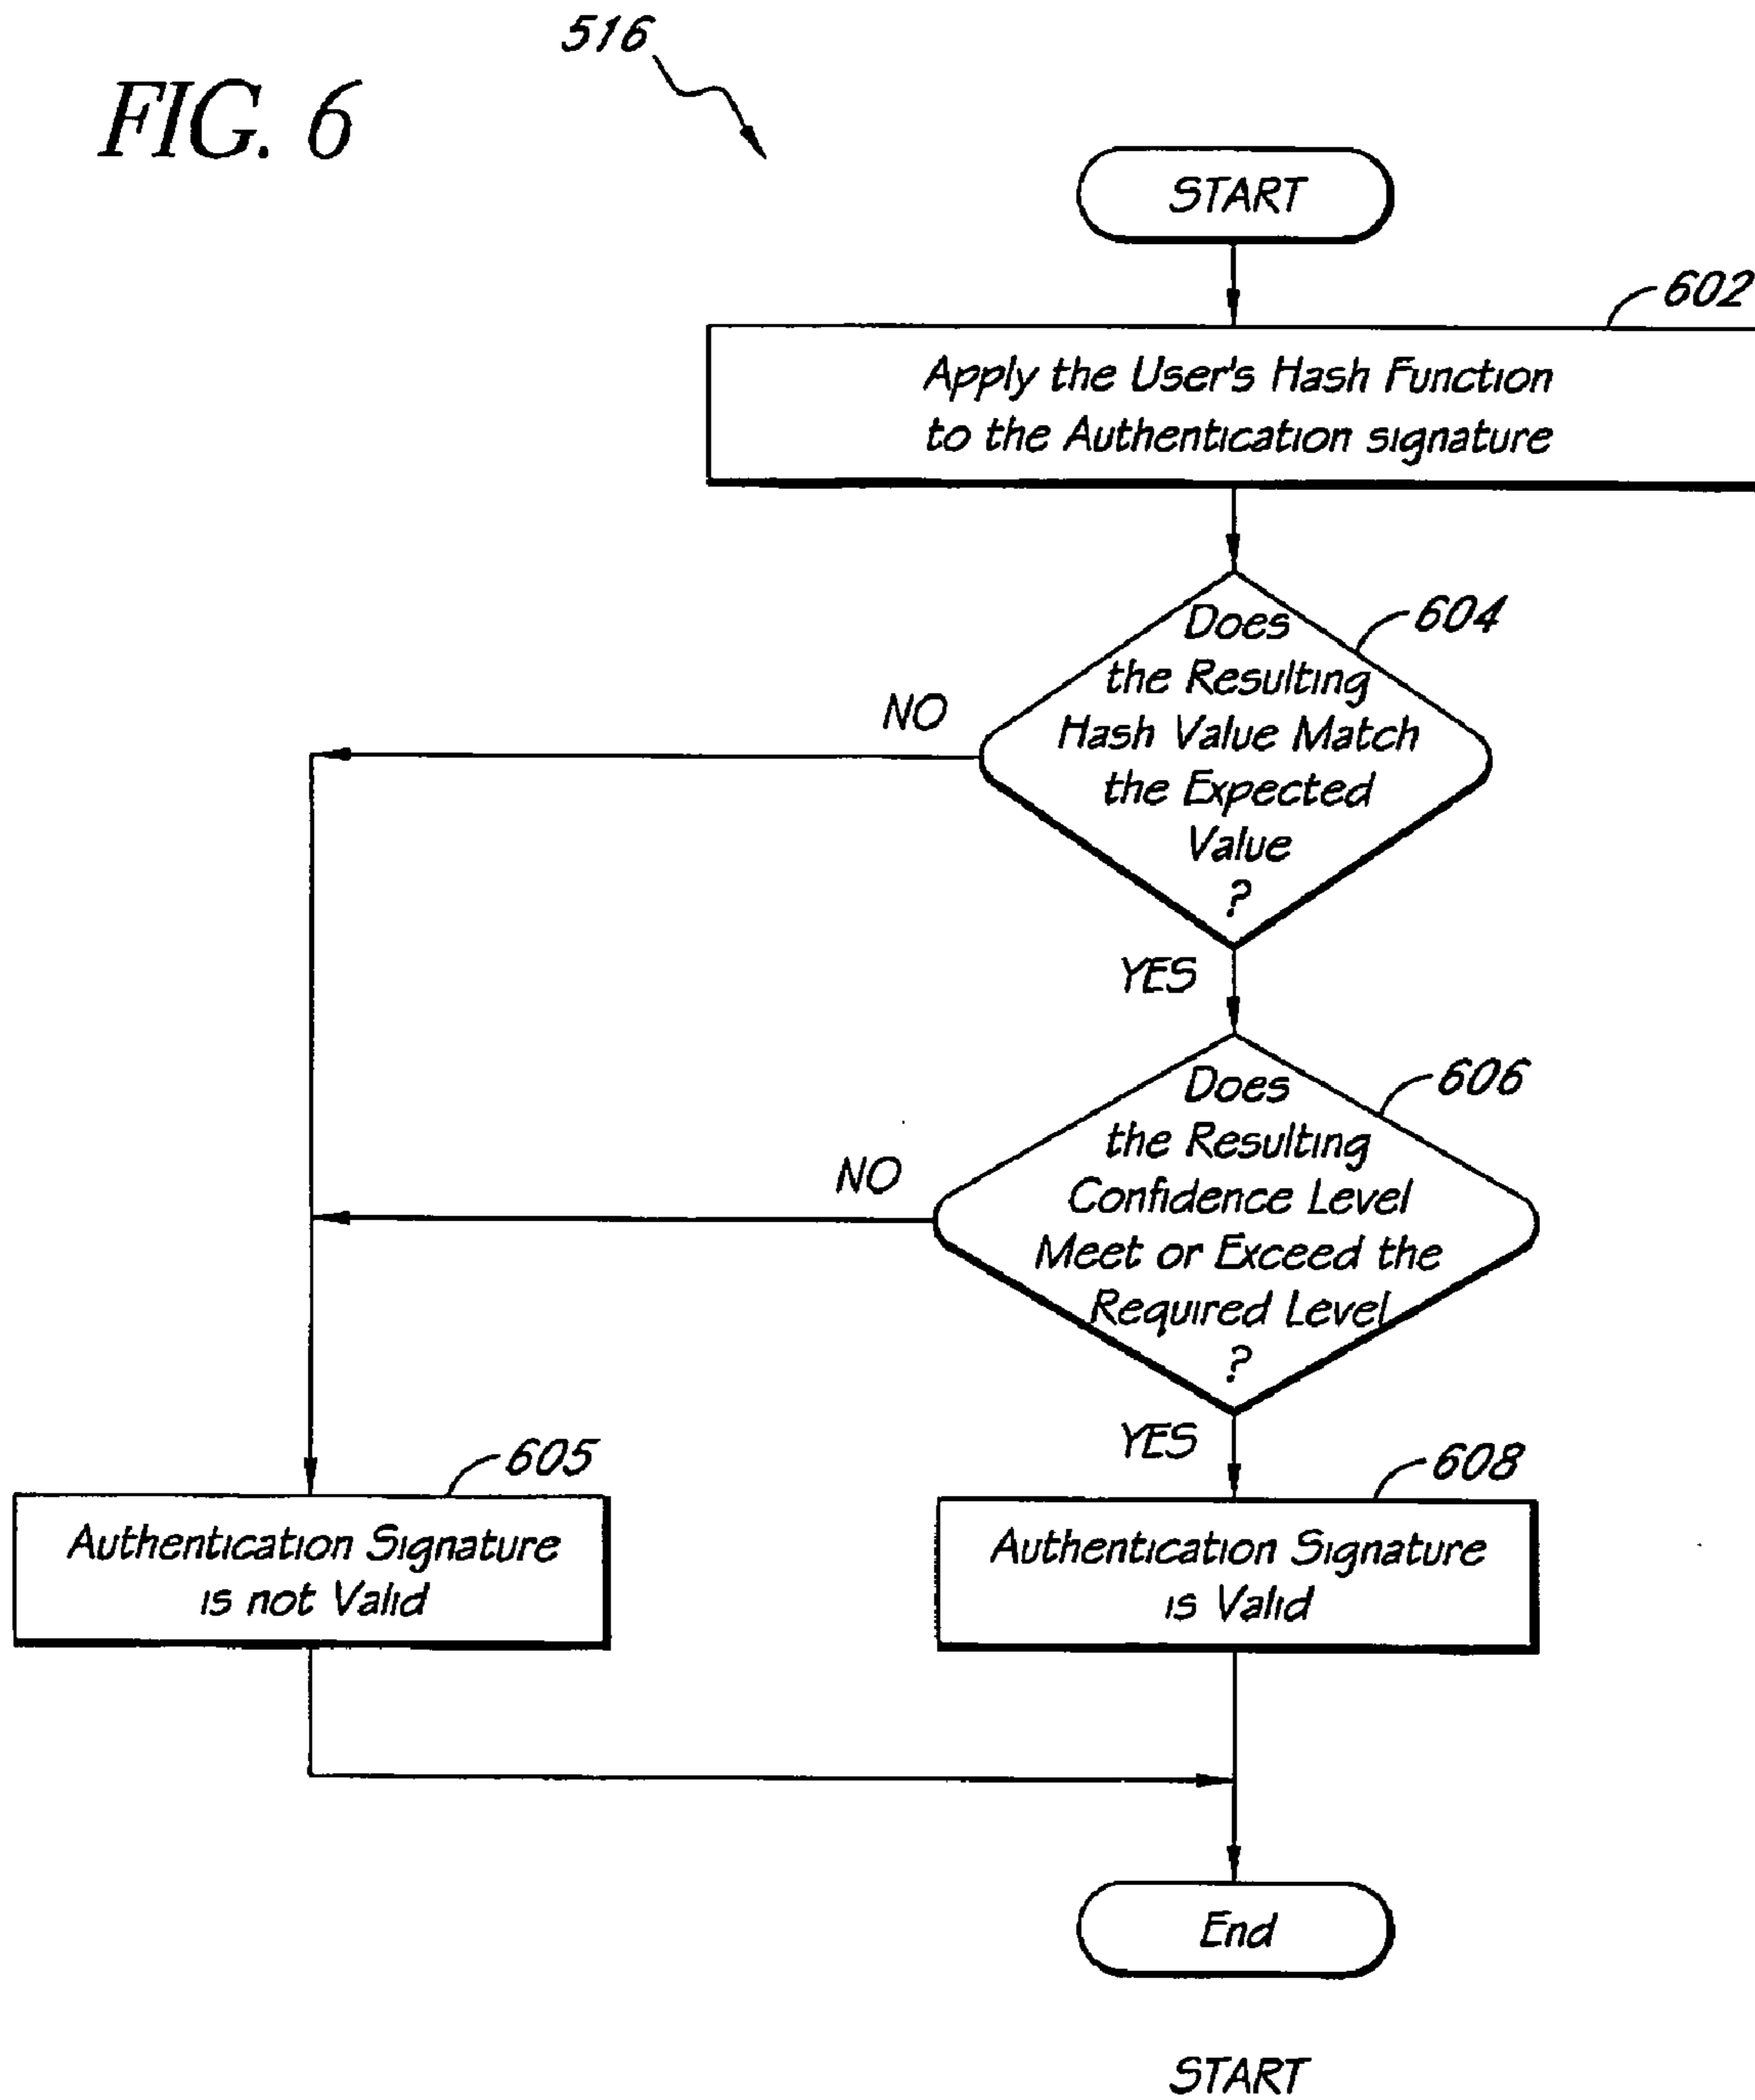 516
FIG. 6
START
602
Apply the User's Hash Function
to the Authentication signature
604
Does
the Resulting
Hash Value Match
the Expected
Value
?
NO
YES
606
Does
the Resulting
Confidence Level
Meet or Exceed the
Required Level
?
NO
YES
605
Authentication Signature
is not Valid
608
Authentication Signature
is Valid
End
START